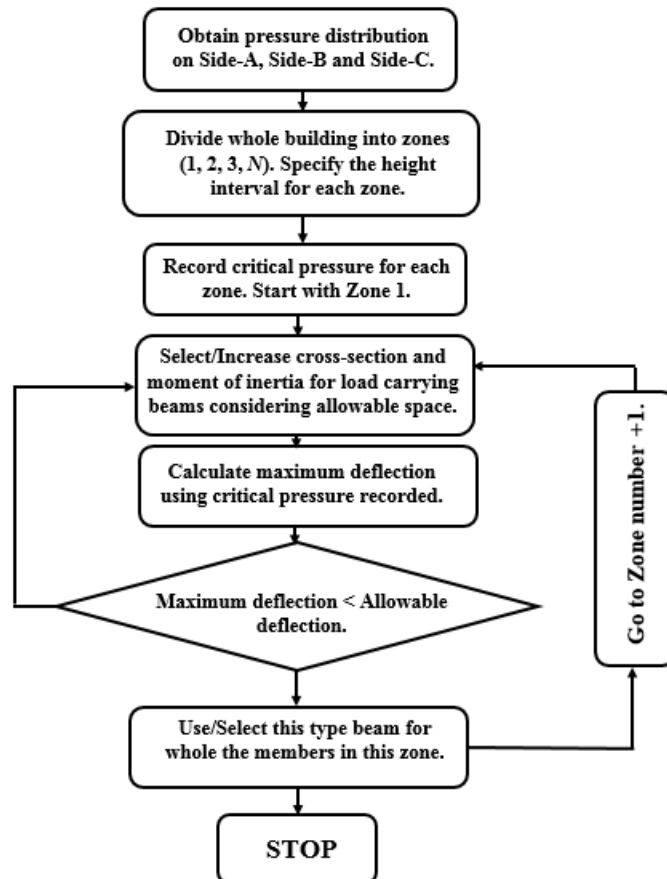 Obtain pressure distribution
on Side-A, Side-B and Side-C.
Divide whole building into zones
(1, 2, 3, N). Specify the height
interval for each zone.
Record critical pressure for each
zone. Start with Zone 1.
Select/Increase cross-section and
moment of inertia for load carrying
beams considering allowable space.
Calculate maximum deflection
using critical pressure recorded.
Maximum deflection < Allowable
deflection.
Use/Select this type beam for
whole the members in this zone.
Go to Zone number +1.
STOP